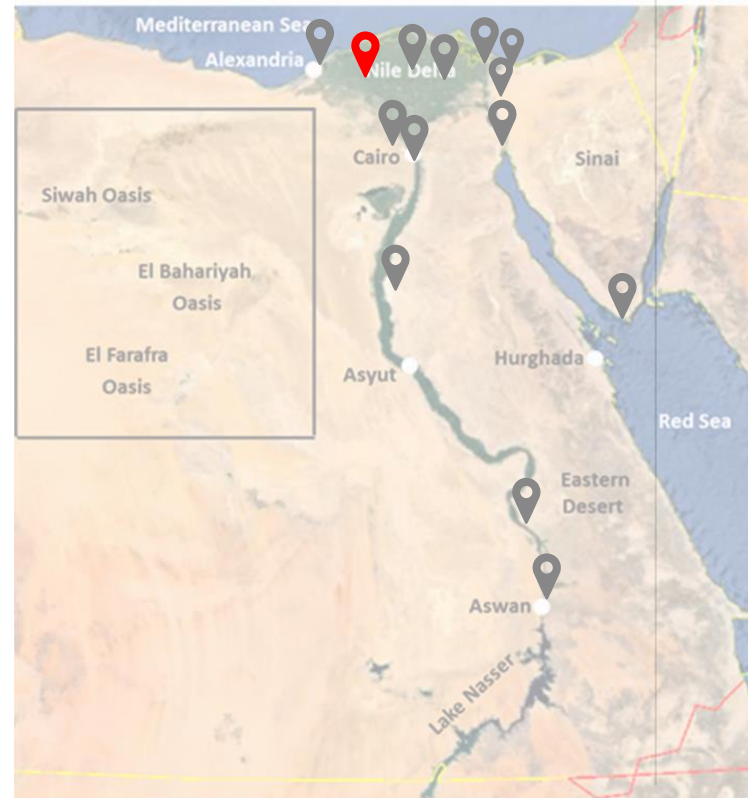 Mediterranean Sea
Alexandria
Nile Delta
Cairo
Sinai
Siwah Oasis
El Bahariyah
Oasis
El Farafra
Oasis
Asyut
Hurghada
Red Sea
Eastern
Desert
Aswan
Lake Nasser